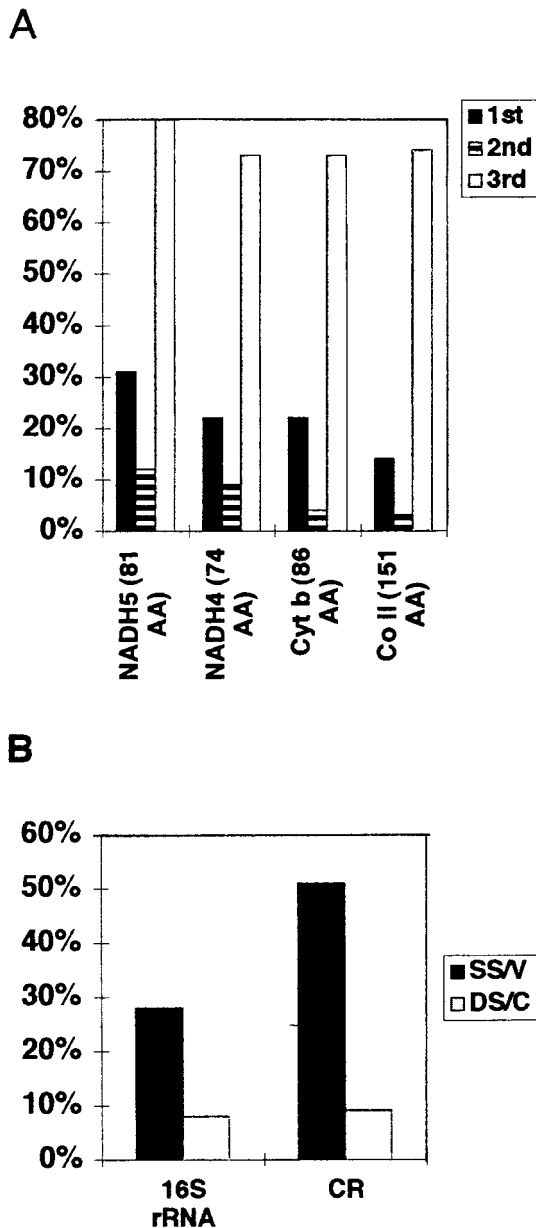 A
80%
70%
60%
50%
40%
30%
20%
10%
0%
1st
2nd
3rd
NADH5 (81
AA)
NADH4 (74
AA)
Cyt b (86
AA)
Co II (151
AA)
B
60%
50%
40%
30%
20%
10%
0%
SS/V
DS/C
16S
rRNA
CR